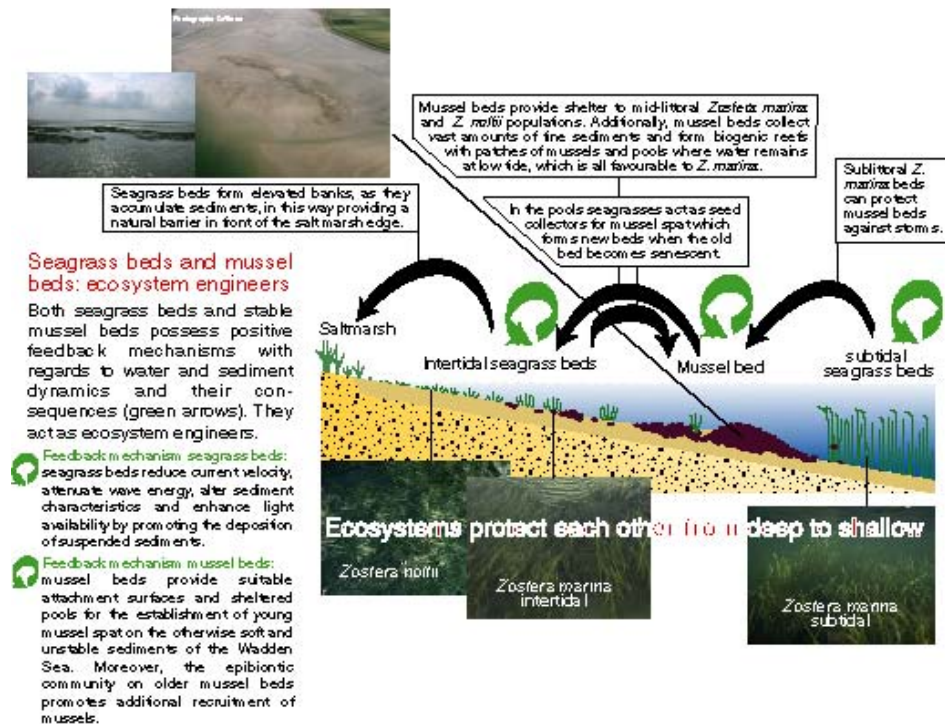 Mussel beds provide shelter to mid-littoral Zostera marina
and Z. noltii populations. Additionally, mussel beds collect
vast amounts of fine sediments and form biogenic reefs
with patches of mussels and pools where water remains
at low tide, which is all favourable to Z. marina.
Sublittoral Z.
marina beds
can protect
mussel beds
against storms.
Seagrass beds form elevated banks, as they
accumulate sediments, in this way providing a
natural barrier in front of the salt marsh edge.
In the pools seagrasses act as seed
collectors for mussel spat which
forms new beds when the old
bed becomes senescent.
Seagrass beds and mussel
beds: ecosystem engineers
Both seagrass beds and stable
mussel beds possess positive
feedback mechanisms with
regards to water and sediment
dynamics and their con-
sequences (green arrows). They
act as ecosystem engineers.
Feedback mechanism seagrass beds:
seagrass beds reduce current velocity,
attenuate wave energy, alter sediment
characteristics and enhance light
availability by promoting the deposition
of suspended sediments.
Feedback mechanism mussel beds:
mussel beds provide suitable
attachment surfaces and sheltered
pools for the establishment of young
mussel spat on the otherwise soft and
unstable sediments of the Wadden
Sea. Moreover, the epibiontic
community on older mussel beds
promotes additional recruitment of
mussels.
Saltmarsh
Intertidal seagrass beds
Mussel bed
subtidal
seagrass beds
Ecosystems protect each other from deep to shallow
Zostera noltii
Zostera marina
intertidal
Zostera marina
subtidal